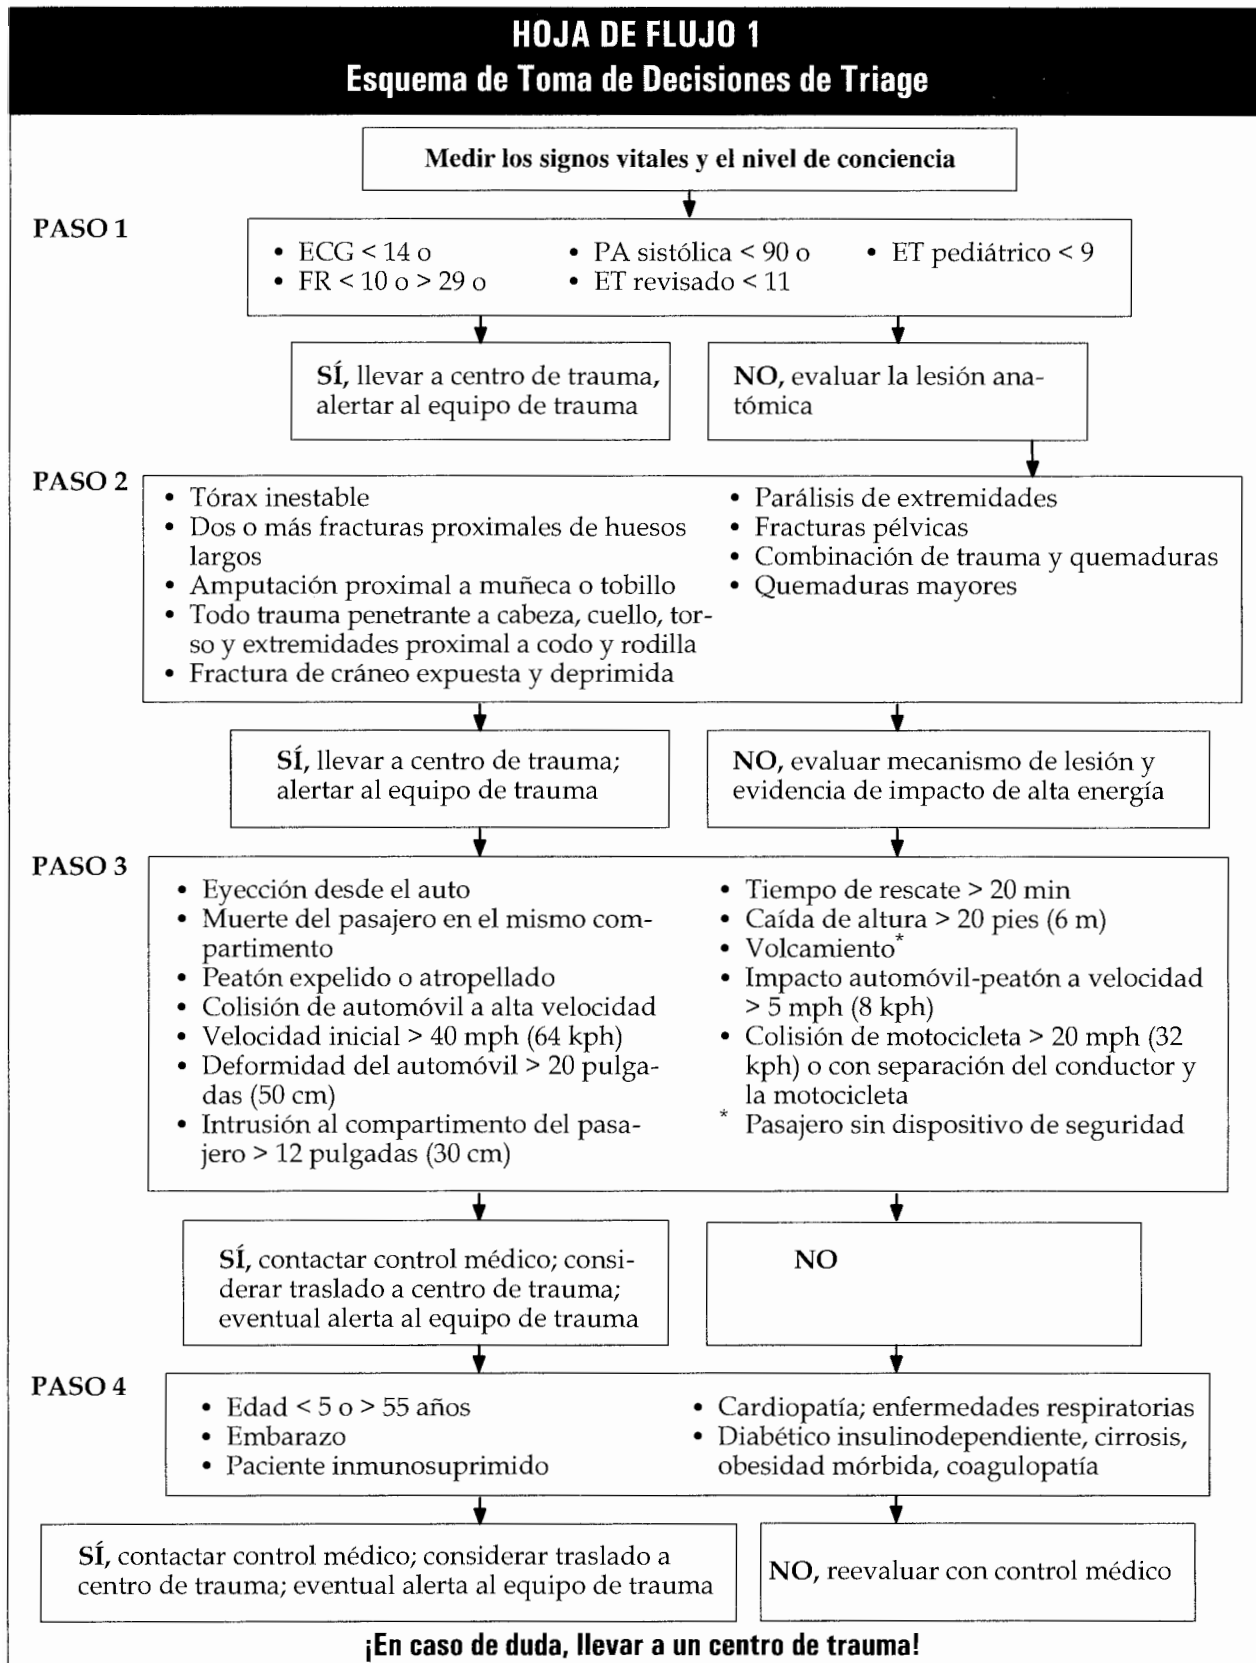 HOJA DE FLUJO 1
Esquema de Toma de Decisiones de Triage
Medir los signos vitales y el nivel de conciencia
PASO 1
• ECG < 14 o
• FR < 10 o > 29 o
• PA sistólica < 90 o
• ET revisado < 11
• ET pediátrico < 9
SÍ, llevar a centro de trauma,
alertar al equipo de trauma
NO, evaluar la lesión ana-
tómica
PASO 2
• Tórax inestable
• Dos o más fracturas proximales de huesos
largos
• Amputación proximal a muñeca o tobillo
• Todo trauma penetrante a cabeza, cuello, tor-
so y extremidades proximal a codo y rodilla
• Fractura de cráneo expuesta y deprimida
• Parálisis de extremidades
• Fracturas pélvicas
• Combinación de trauma y quemaduras
• Quemaduras mayores
SÍ, llevar a centro de trauma;
alertar al equipo de trauma
NO, evaluar mecanismo de lesión y
evidencia de impacto de alta energía
PASO 3
• Eyección desde el auto
• Muerte del pasajero en el mismo com-
partimento
• Peatón expelido o atropellado
• Colisión de automóvil a alta velocidad
• Velocidad inicial > 40 mph (64 kph)
• Deformidad del automóvil > 20 pulga-
das (50 cm)
• Intrusión al compartimento del pasa-
jero > 12 pulgadas (30 cm)
• Tiempo de rescate > 20 min
• Caída de altura > 20 pies (6 m)
• Volcamiento*
• Impacto automóvil-peatón a velocidad
> 5 mph (8 kph)
• Colisión de motocicleta > 20 mph (32
kph) o con separación del conductor y
la motocicleta
* Pasajero sin dispositivo de seguridad
SÍ, contactar control médico; consi-
derar traslado a centro de trauma;
eventual alerta al equipo de trauma
NO
PASO 4
• Edad < 5 o > 55 años
• Embarazo
• Paciente inmunosuprimido
• Cardiopatía; enfermedades respiratorias
• Diabético insulinodependiente, cirrosis,
obesidad mórbida, coagulopatía
SÍ, contactar control médico; considerar traslado a
centro de trauma; eventual alerta al equipo de trauma
NO, reevaluar con control médico
¡En caso de duda, llevar a un centro de trauma!